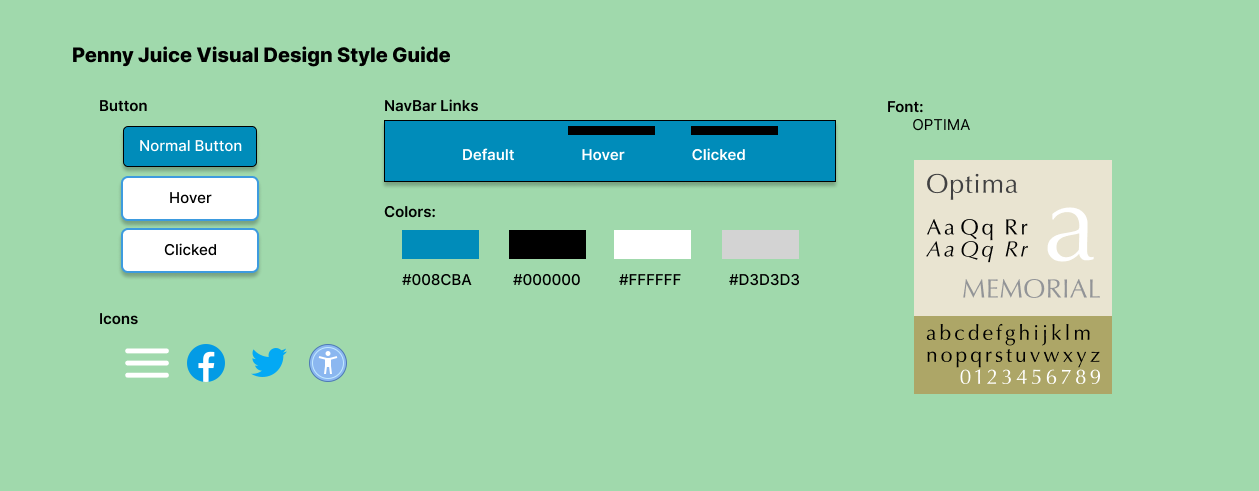 Penny Juice Visual Design Style Guide
Button
Normal Button
Hover
Clicked
Icons
NavBar Links
Default Hover Clicked
Colors:
#008CBA #000000 #FFFFFF #D3D3D3
Font:
OPTIMA
Optima
Aa Qq Rr
Aa Qq Rr
a
MEMORIAL
abcdefghijklm
nopqrstuvwxyz
0123456789